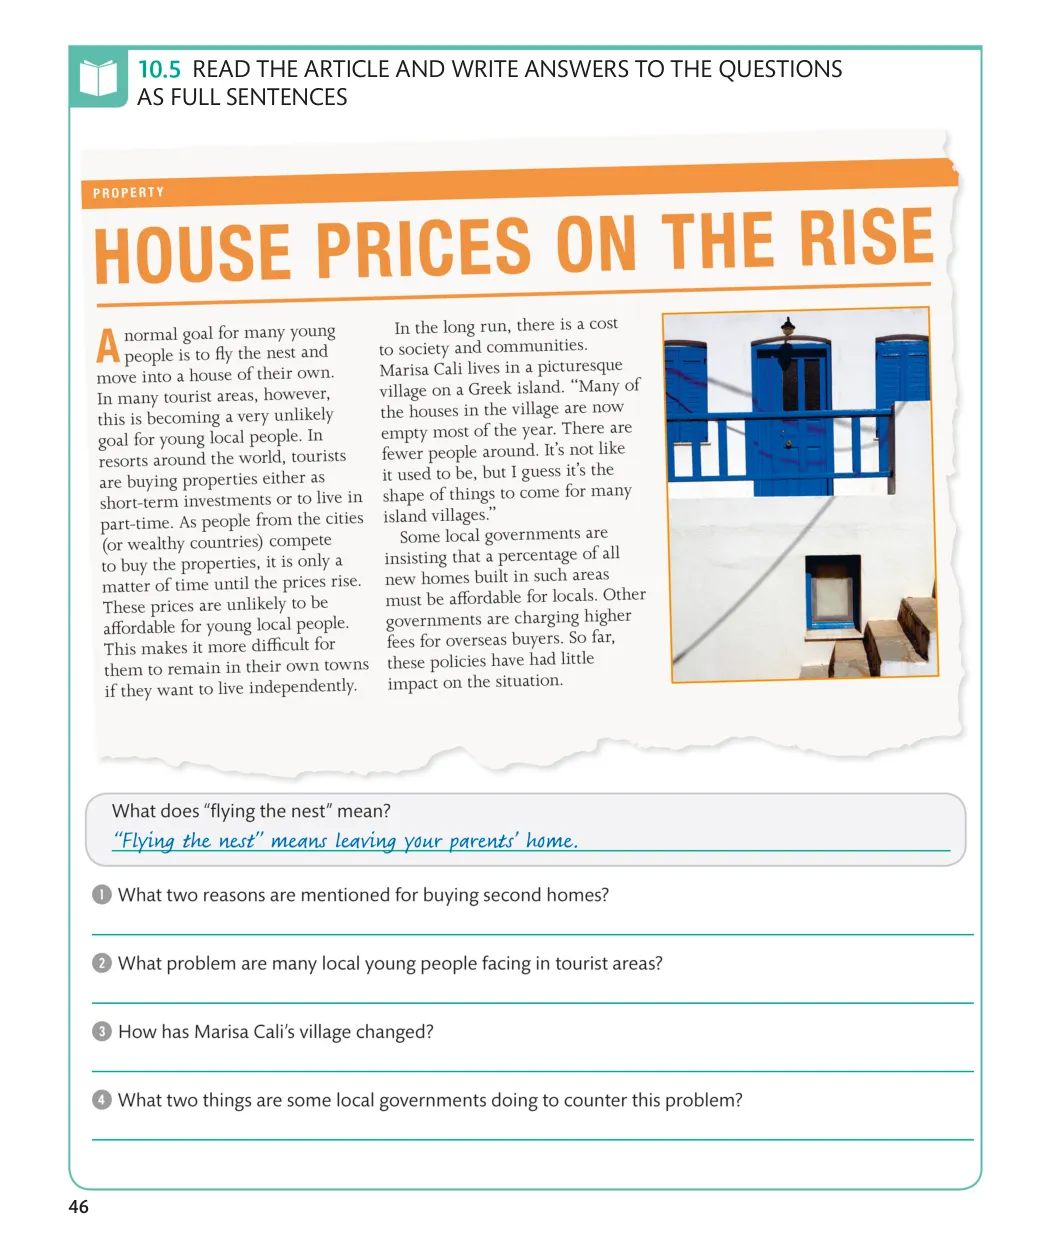 10.5 READ THE ARTICLE AND WRITE ANSWERS TO THE QUESTIONS
AS FULL SENTENCES
PROPERTY
HOUSE PRICES ON THE RISE
A normal goal for many young
people is to fly the nest and
move into a house of their own.
In many tourist areas, however,
this is becoming a very unlikely
goal for young local people. In
resorts around the world, tourists
are buying properties either as
short-term investments or to live in
part-time. As people from the cities
(or wealthy countries) compete
to buy the properties, it is only a
matter of time until the prices rise.
These prices are unlikely to be
affordable for young local people.
This makes it more difficult for
them to remain in their own towns
if they want to live independently.
In the long run, there is a cost
to society and communities.
Marisa Cali lives in a picturesque
village on a Greek island. “Many of
the houses in the village are now
empty most of the year. There are
fewer people around. It’s not like
it used to be, but I guess it’s the
shape of things to come for many
island villages.”
Some local governments are
insisting that a percentage of all
new homes built in such areas
must be affordable for locals. Other
governments are charging higher
fees for overseas buyers. So far,
these policies have had little
impact on the situation.
What does “flying the nest” mean?
“Flying the nest” means leaving your parents’ home.
1 What two reasons are mentioned for buying second homes?
2 What problem are many local young people facing in tourist areas?
3 How has Marisa Cali’s village changed?
4 What two things are some local governments doing to counter this problem?
46